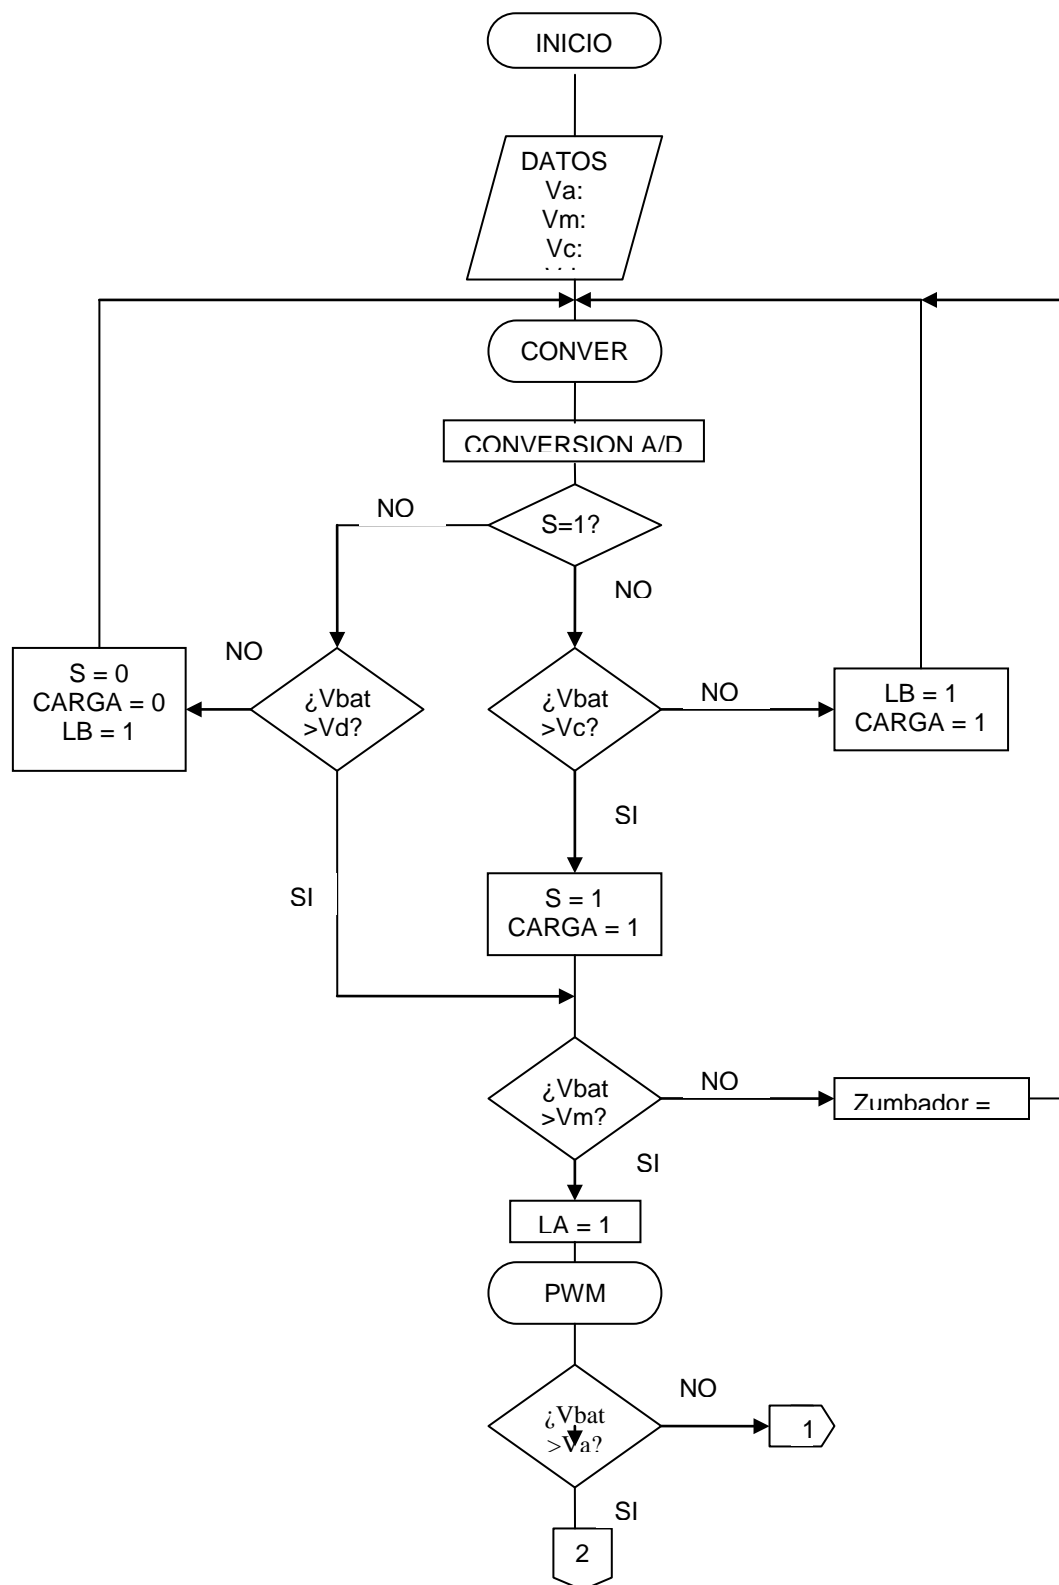 INICIO
DATOS
Va:
Vm:
Vc:
CONVER
CONVERSION A/D
NO
S=1?
NO
NO
S = 0
CARGA = 0
LB = 1
¿Vbat
>Vd?
¿Vbat
>Vc?
NO
LB = 1
CARGA = 1
SI
SI
S = 1
CARGA = 1
¿Vbat
>Vm?
NO
Zumbador =
SI
LA = 1
PWM
¿Vbat
>Va?
NO
1
SI
2